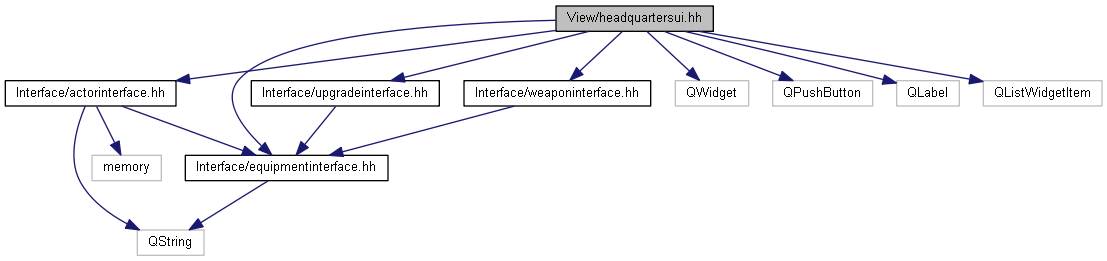 View/headquartersui.hh
Interface/actorinterface.hh
Interface/upgradeinterface.hh
Interface/weaponinterface.hh
QWidget
QPushButton
QLabel
QListWidgetItem
memory
Interface/equipmentinterface.hh
QString